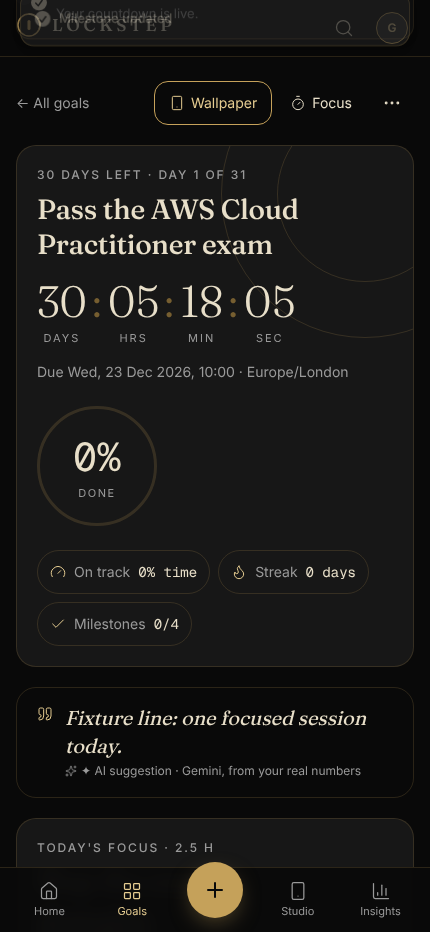 Your countdown is live.
Milestone updated
LOCKSTEP
G
← All goals
Wallpaper
Focus
30 DAYS LEFT · DAY 1 OF 31
Pass the AWS Cloud
Practitioner exam
30:05:18:05
DAYS HRS MIN SEC
Due Wed, 23 Dec 2026, 10:00 · Europe/London
0%
DONE
On track 0% time
Streak 0 days
Milestones 0/4
Fixture line: one focused session
today.
✦ AI suggestion · Gemini, from your real numbers
TODAY'S FOCUS · 2.5 H
Home
Goals
Studio
Insights